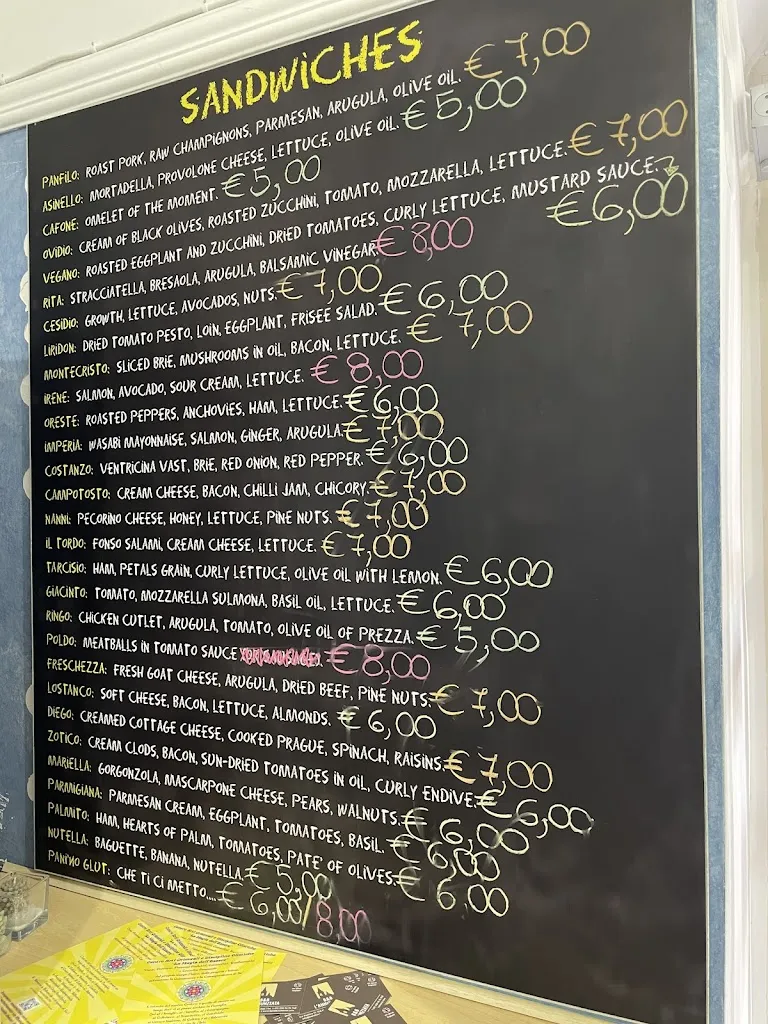 SANDWICHES
PANFILO: ROAST PORK, RAW CHAMPIGNONS, PARMESAN, ARUGULA, OLIVE OIL. € 7,00
ASINELLO: MORTADELLA, PROVOLONE CHEESE, LETTUCE, OLIVE OIL. € 5,00
CAFONE: OMELET OF THE MOMENT. € 5,00
OVIDIO: CREAM OF BLACK OLIVES, ROASTED ZUCCHINI, TOMATO, MOZZARELLA, LETTUCE. € 7,00
VEGANO: ROASTED EGGPLANT AND ZUCCHINI, DRIED TOMATOES, CURLY LETTUCE, MUSTARD SAUCE. € 6,00
RITA: STRACCIATELLA, BRESAOLA, ARUGULA, BALSAMIC VINEGAR. € 8,00
CESIDIO: GROWTH, LETTUCE, AVOCADOS, NUTS. € 7,00
LIRIDON: DRIED TOMATO PESTO, LOIN, EGGPLANT, FRISEE SALAD. € 6,00
MONTECRISTO: SLICED BRIE, MUSHROOMS IN OIL, BACON, LETTUCE. € 7,00
IRENE: SALMON, AVOCADO, SOUR CREAM, LETTUCE. € 8.00
ORESTE: ROASTED PEPPERS, ANCHOVIES, HAM, LETTUCE. € 6,00
IMPERIA: WASABI MAYONNAISE, SALMON, GINGER, ARUGULA. € 7,00
COSTANZO: VENTRICINA VAST, BRIE, RED ONION, RED PEPPER. € 6,00
CAMPOTOSTO: CREAM CHEESE, BACON, CHILLI JAM, CHICORY. € 7,00
NANNI: PECORINO CHEESE, HONEY, LETTUCE, PINE NUTS. € 7,00
IL TORDO: FONSO SALAMI, CREAM CHEESE, LETTUCE. € 7,00
TARCISIO: HAM, PETALS GRAIN, CURLY LETTUCE, OLIVE OIL WITH LEMON. € 6,00
GIACINTO: TOMATO, MOZZARELLA SULMONA, BASIL OIL, LETTUCE. € 6,00
RINGO: CHICKEN CUTLET, ARUGULA, TOMATO, OLIVE OIL OF PREZZA. € 5,00
POLDO: MEATBALLS IN TOMATO SAUCE € 8,00
FRESCHEZZA: FRESH GOAT CHEESE, ARUGULA, DRIED BEEF, PINE NUTS. € 7,00
LOSTANCO: SOFT CHEESE, BACON, LETTUCE, ALMONDS. € 6,00
DIEGO: CREAMED COTTAGE CHEESE, COOKED PRAGUE, SPINACH, RAISINS. € 7,00
ZOTICO: CREAM CLODS, BACON, SUN-DRIED TOMATOES IN OIL, CURLY ENDIVE. € 6,00
MARIELLA: GORGONZOLA, MASCARPONE CHEESE, PEARS, WALNUTS. € 6,00
PARMIGIANA: PARMESAN CREAM, EGGPLANT, TOMATOES, BASIL. € 6,00
PALMITO: HAM, HEARTS OF PALM, TOMATOES, PATE' OF OLIVES. € 6.00
NUTELLA: BAGUETTE, BANANA, NUTELLA. € 5,00
PANINO GLUT: CHE TI CI METTO.... € 6,00/8,00